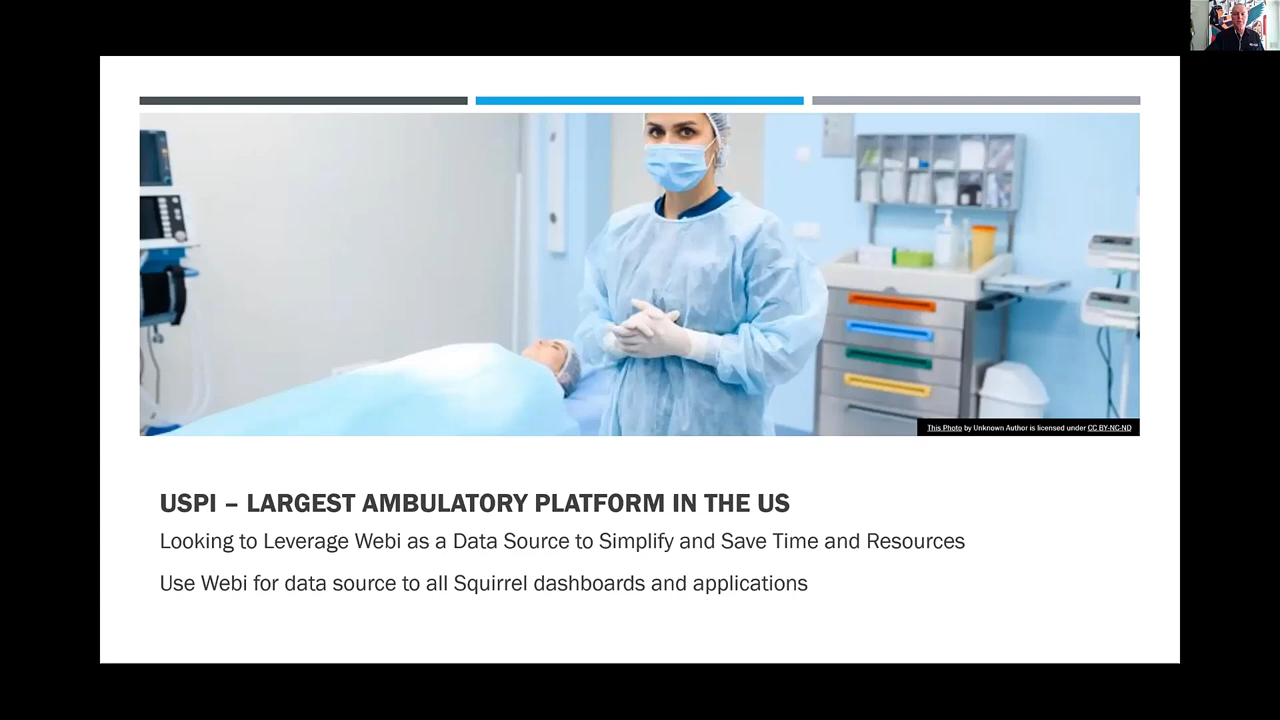 This Photo by Unknown Author is licensed under CC BY-NC-ND
USPI – LARGEST AMBULATORY PLATFORM IN THE US
Looking to Leverage Webi as a Data Source to Simplify and Save Time and Resources
Use Webi for data source to all Squirrel dashboards and applications